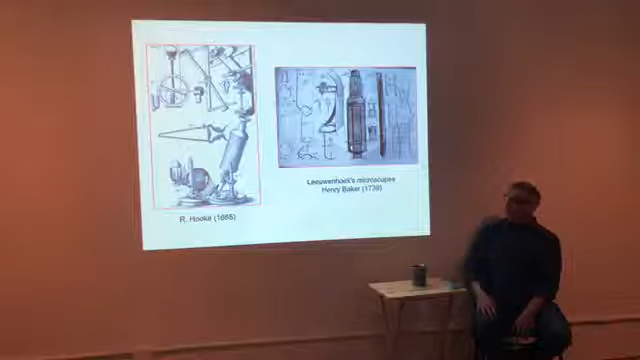 R. Hooke (1665)
Leeuwenhoek's microscopes
Henry Baker (1739)